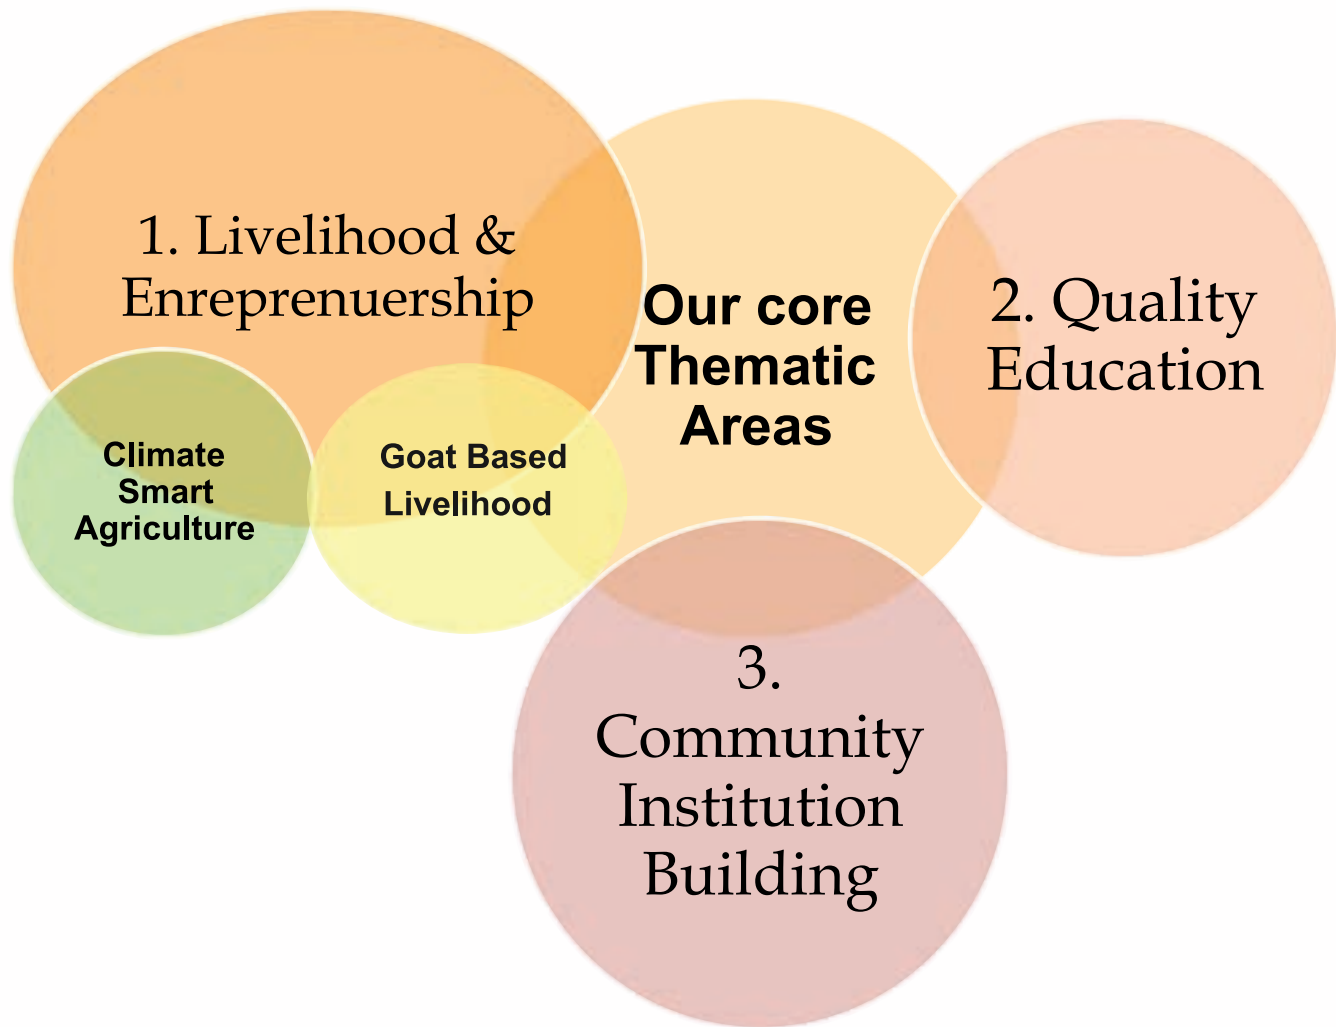 1. Livelihood &
Enreprenuership
Our core
Thematic
Areas
2. Quality
Education
Climate
Smart
Agriculture
Goat Based
Livelihood
3.
Community
Institution
Building